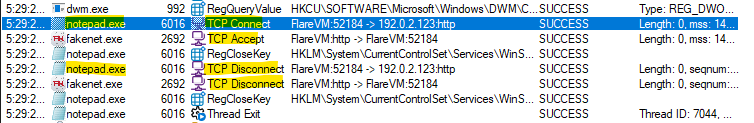 5:29:2... dwm.exe 992 RegQueryValue HKCU\SOFTWARE\Microsoft\Windows\DWM\C... SUCCESS Type: REG_DWO...
5:29:2... notepad.exe 6016 TCP Connect FlareVM:52184 -> 192.0.2.123:http SUCCESS Length: 0, mss: 14...
5:29:2... fakenet.exe 2692 TCP Accept FlareVM:http -> FlareVM:52184 SUCCESS Length: 0, mss: 14...
5:29:2... notepad.exe 6016 RegCloseKey HKLM\System\CurrentControlSet\Services\WinS... SUCCESS
5:29:2... notepad.exe 6016 TCP Disconnect FlareVM:52184 -> 192.0.2.123:http SUCCESS Length: 0, seqnum:...
5:29:2... fakenet.exe 2692 TCP Disconnect FlareVM:http -> FlareVM:52184 SUCCESS Length: 0, seqnum:...
5:29:2... notepad.exe 6016 RegCloseKey HKLM\System\CurrentControlSet\Services\WinS... SUCCESS
5:29:2... notepad.exe 6016 Thread Exit SUCCESS Thread ID: 7044, ...